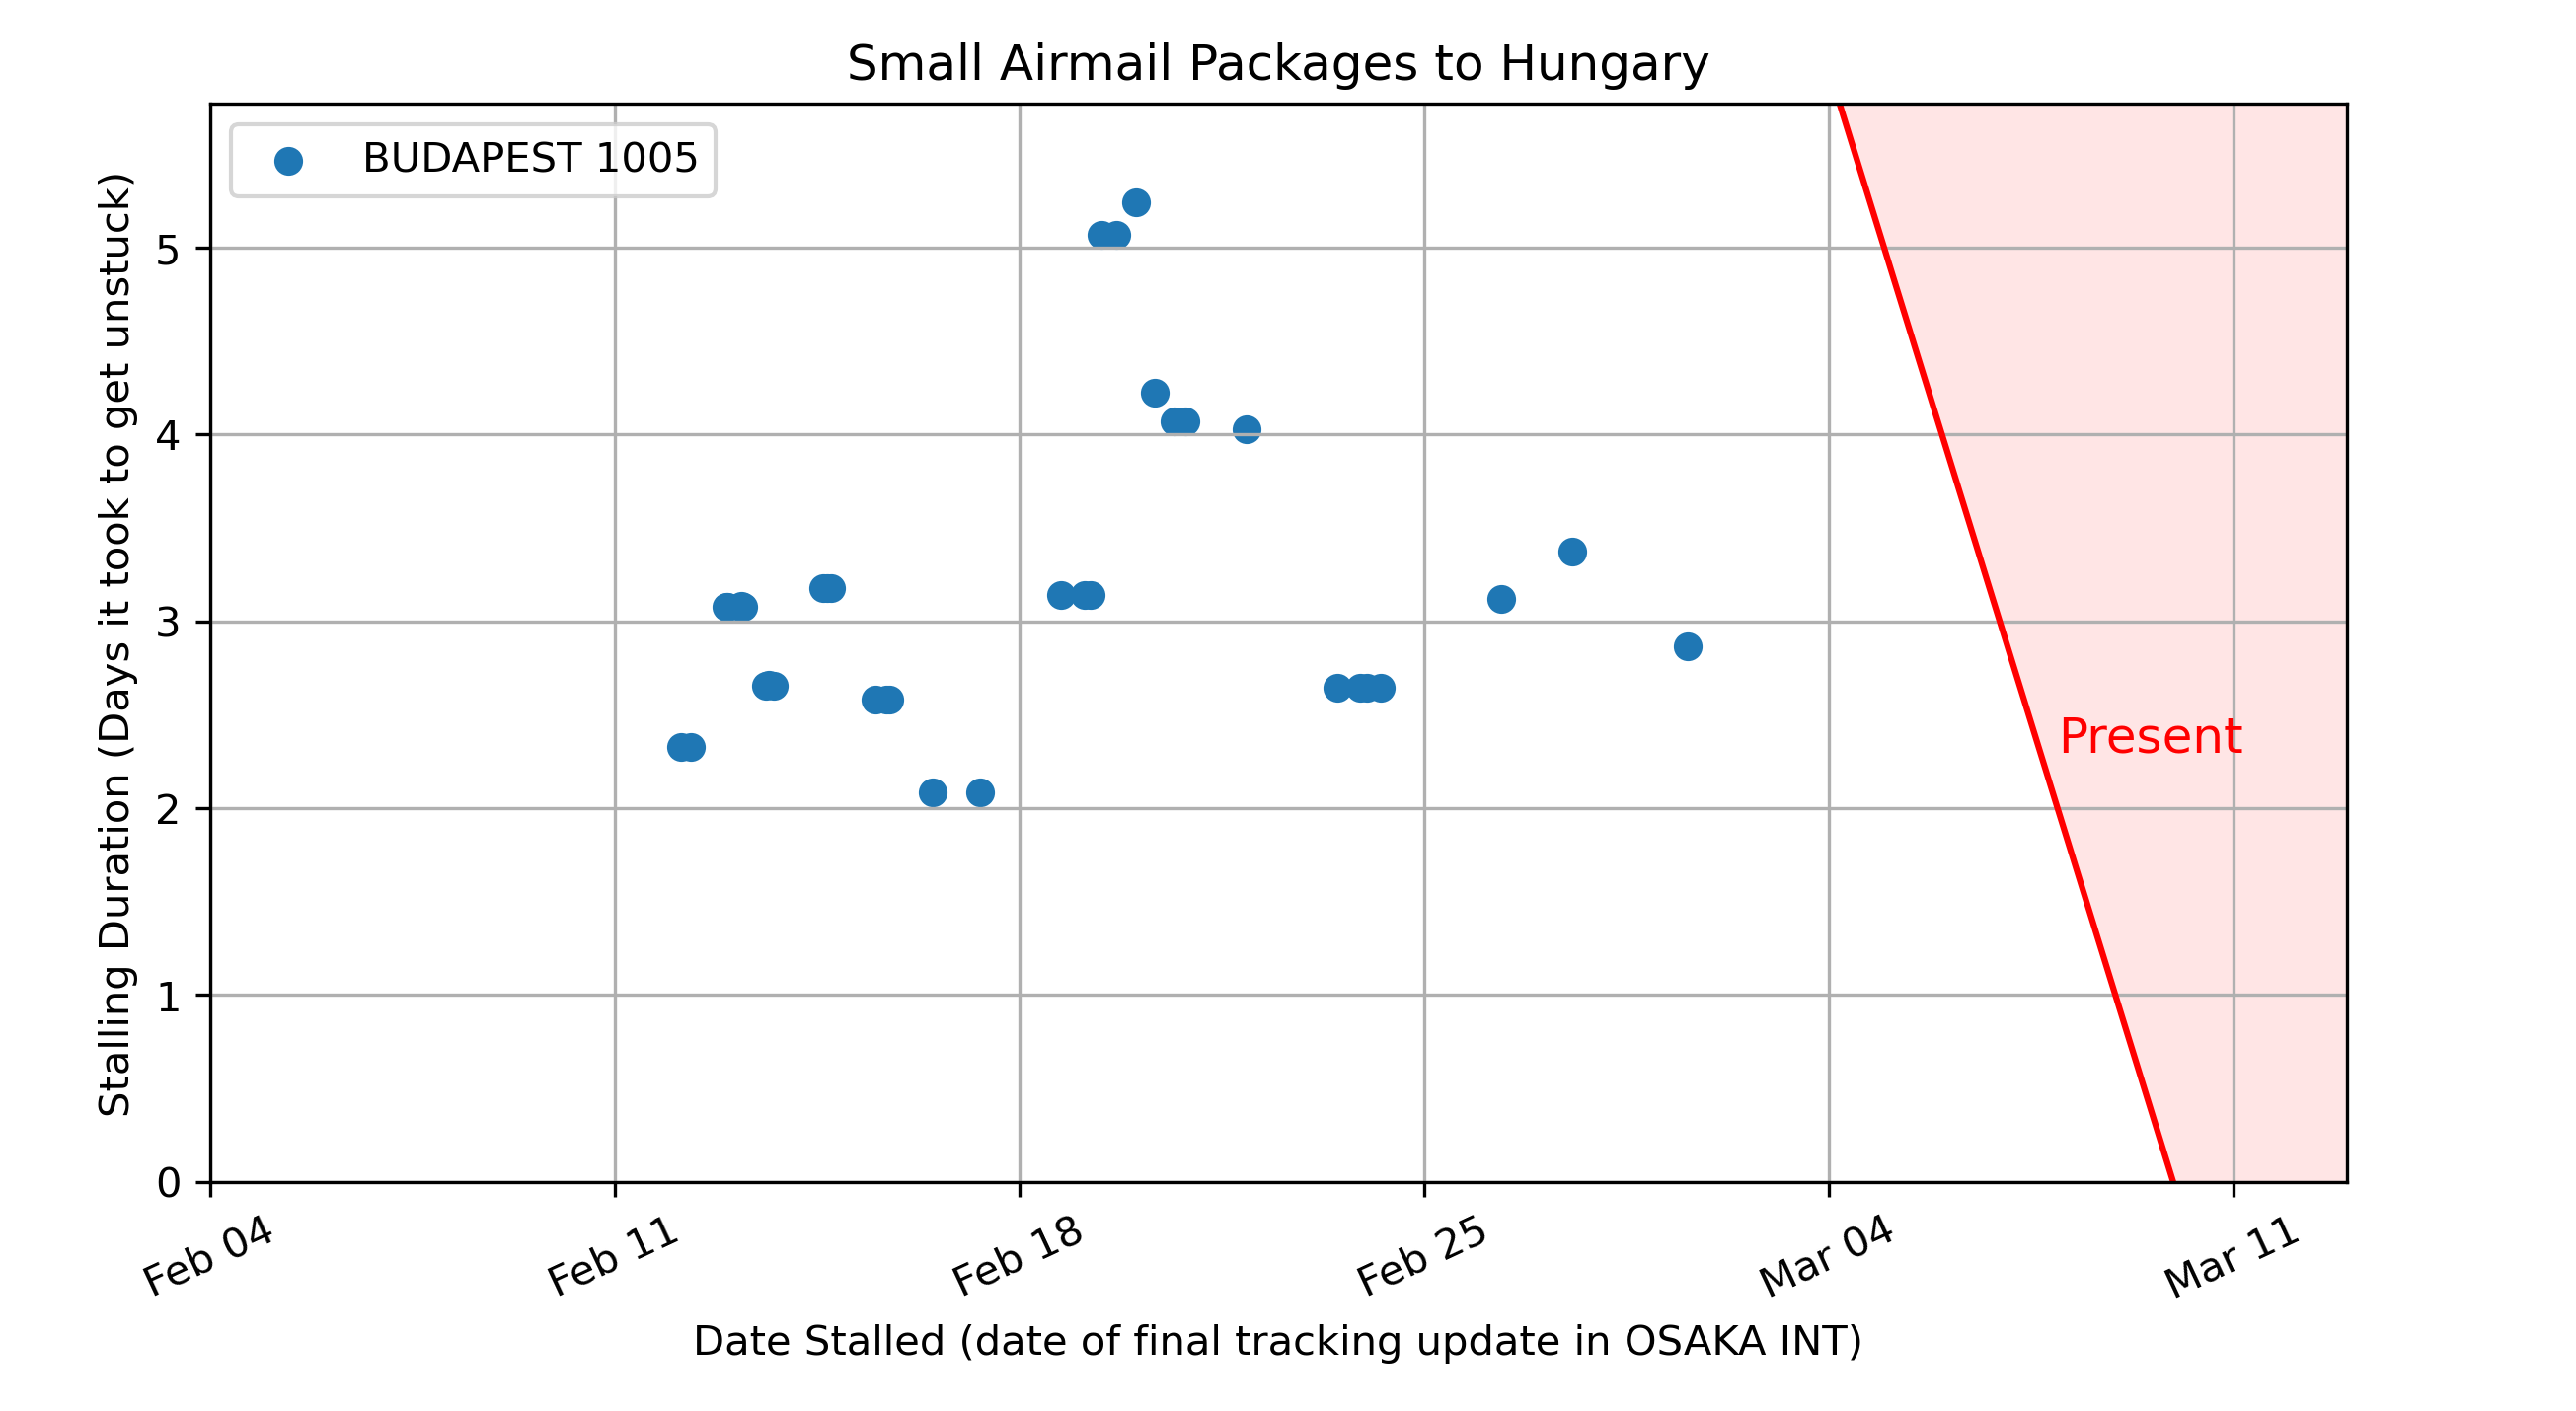 Small Airmail Packages to Hungary
BUDAPEST 1005
Stalling Duration (Days it took to get unstuck)
5
4
3
2
1
0
Present
Feb 04
Feb 11
Feb 18
Feb 25
Mar 04
Mar 11
Date Stalled (date of final tracking update in OSAKA INT)